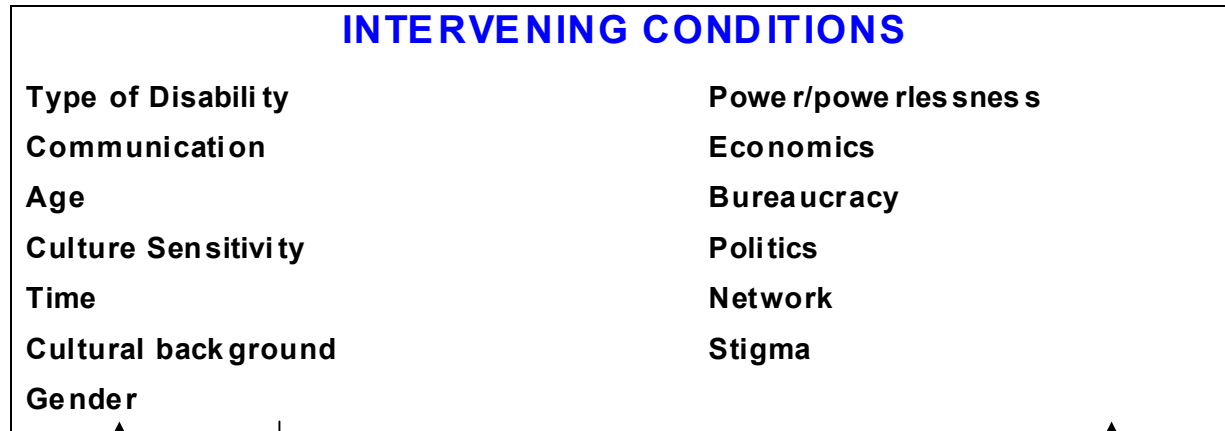 INTERVENING CONDITIONS
Type of Disability
Communication
Age
Culture Sensitivity
Time
Cultural background
Gender
Power/powerlessness
Economics
Bureaucracy
Politics
Network
Stigma